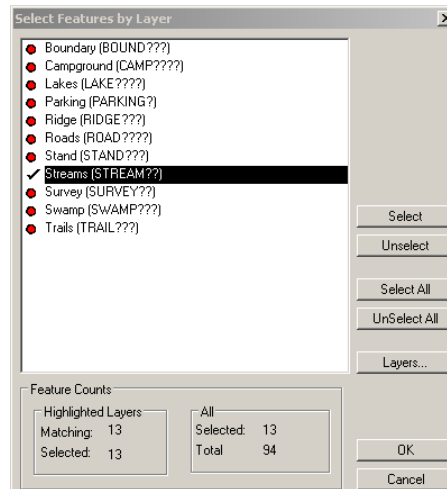 Select Features by Layer
Boundary (BOUND???)
Campground (CAMP????)
Lakes (LAKE????)
Parking (PARKING?)
Ridge (RIDGE???)
Roads (ROAD????)
Stand (STAND???)
Streams (STREAM??)
Survey (SURVEY??)
Swamp (SWAMP???)
Trails (TRAIL???)
Select
Unselect
Select All
UnSelect All
Layers...
Feature Counts
Highlighted Layers
Matching: 13
Selected: 13
All
Selected: 13
Total 94
OK
Cancel